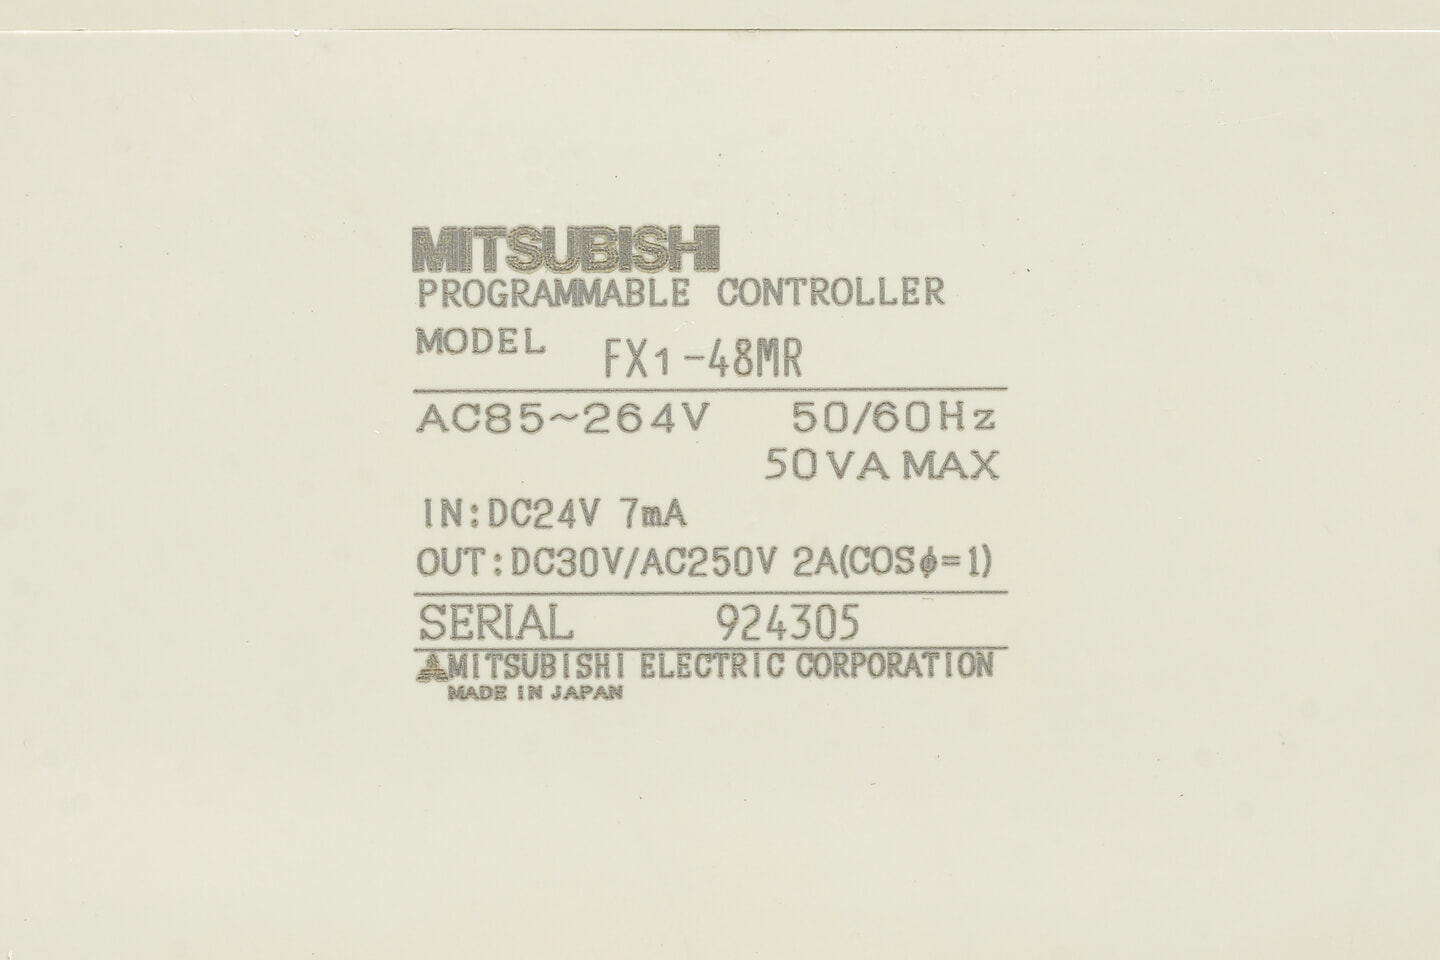 MITSUBISHI
PROGRAMMABLE CONTROLLER
MODEL FX1-48MR
AC85~264V 50/60Hz
50VA MAX
IN:DC24V 7mA
OUT:DC30V/AC250V 2A(COSϕ=1)
SERIAL 924305
MITSUBISHI ELECTRIC CORPORATION
MADE IN JAPAN